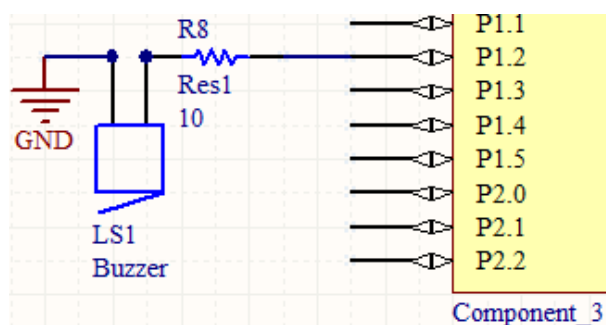 R8
Res1
10
GND
LS1
Buzzer
P1.1
P1.2
P1.3
P1.4
P1.5
P2.0
P2.1
P2.2
Component_3